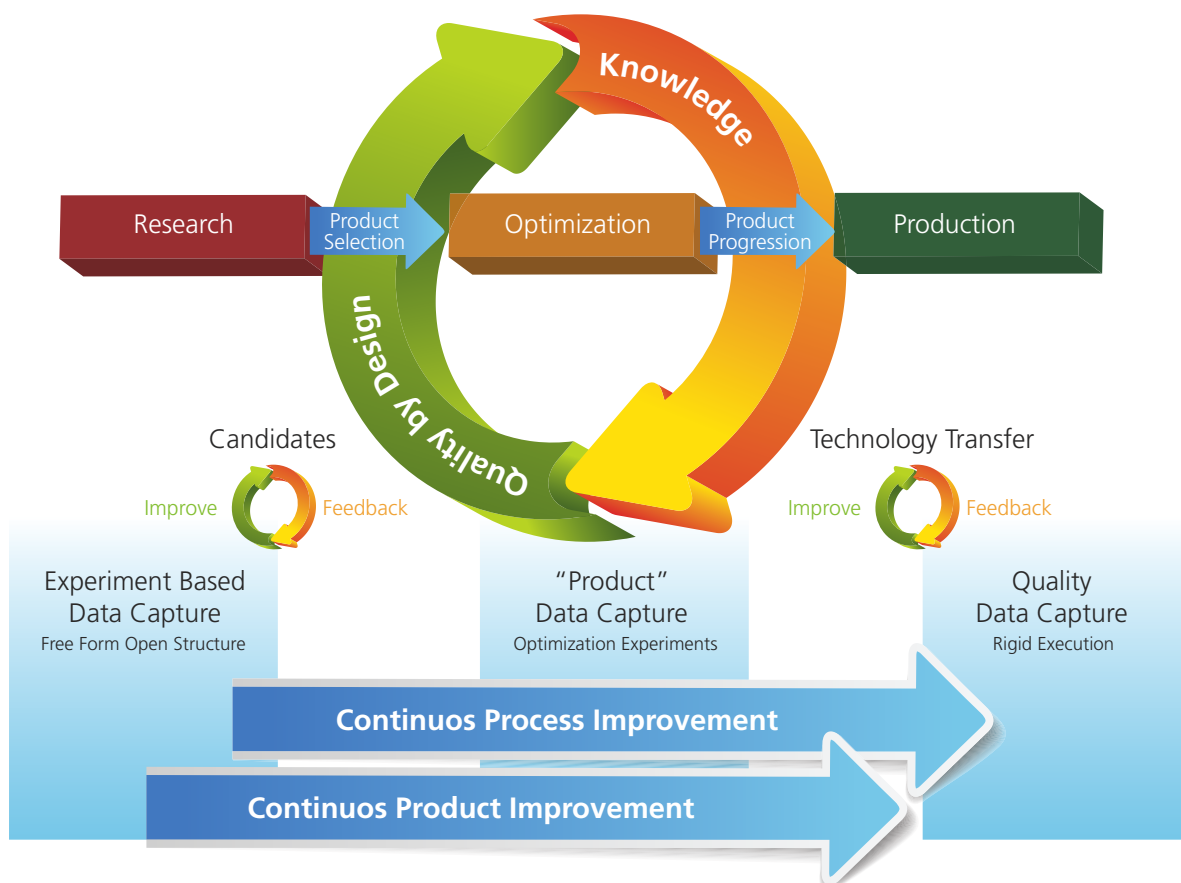 Knowledge
Research
Product
Selection
Optimization
Product
Progression
Production
Quality by Design
Candidates
Improve
Feedback
Technology Transfer
Improve
Feedback
Experiment Based
Data Capture
Free Form Open Structure
“Product”
Data Capture
Optimization Experiments
Quality
Data Capture
Rigid Execution
Continuos Process Improvement
Continuos Product Improvement